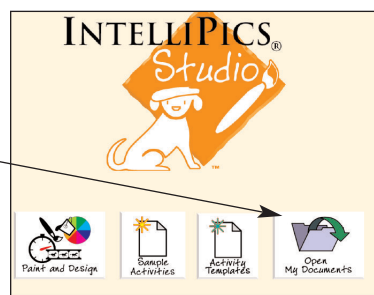 INTELLIPICS®
Studio
™
Paint and Design
Sample
Activities
Activity
Templates
Open
My Documents